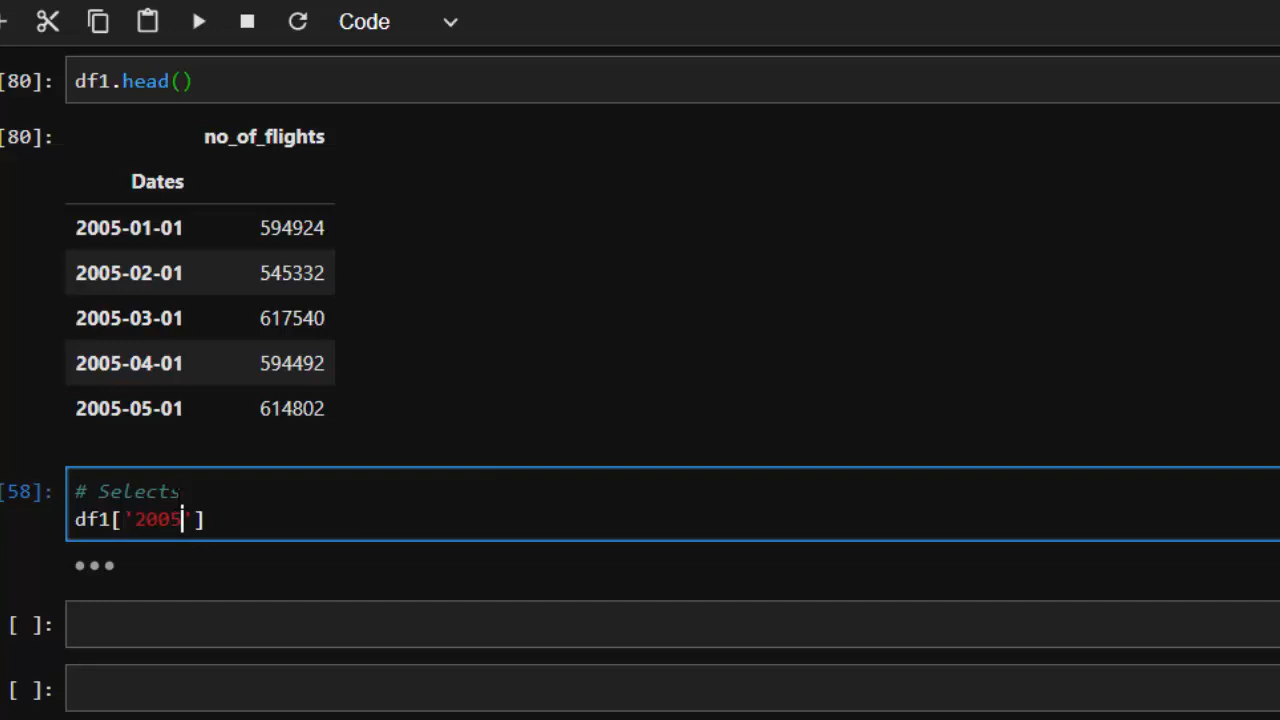 Code
[80]: df1.head()
[80]: no_of_flights
Dates
2005-01-01 594924
2005-02-01 545332
2005-03-01 617540
2005-04-01 594492
2005-05-01 614802
[58]: # Selects
df1['2005']
[ ]:
[ ]: